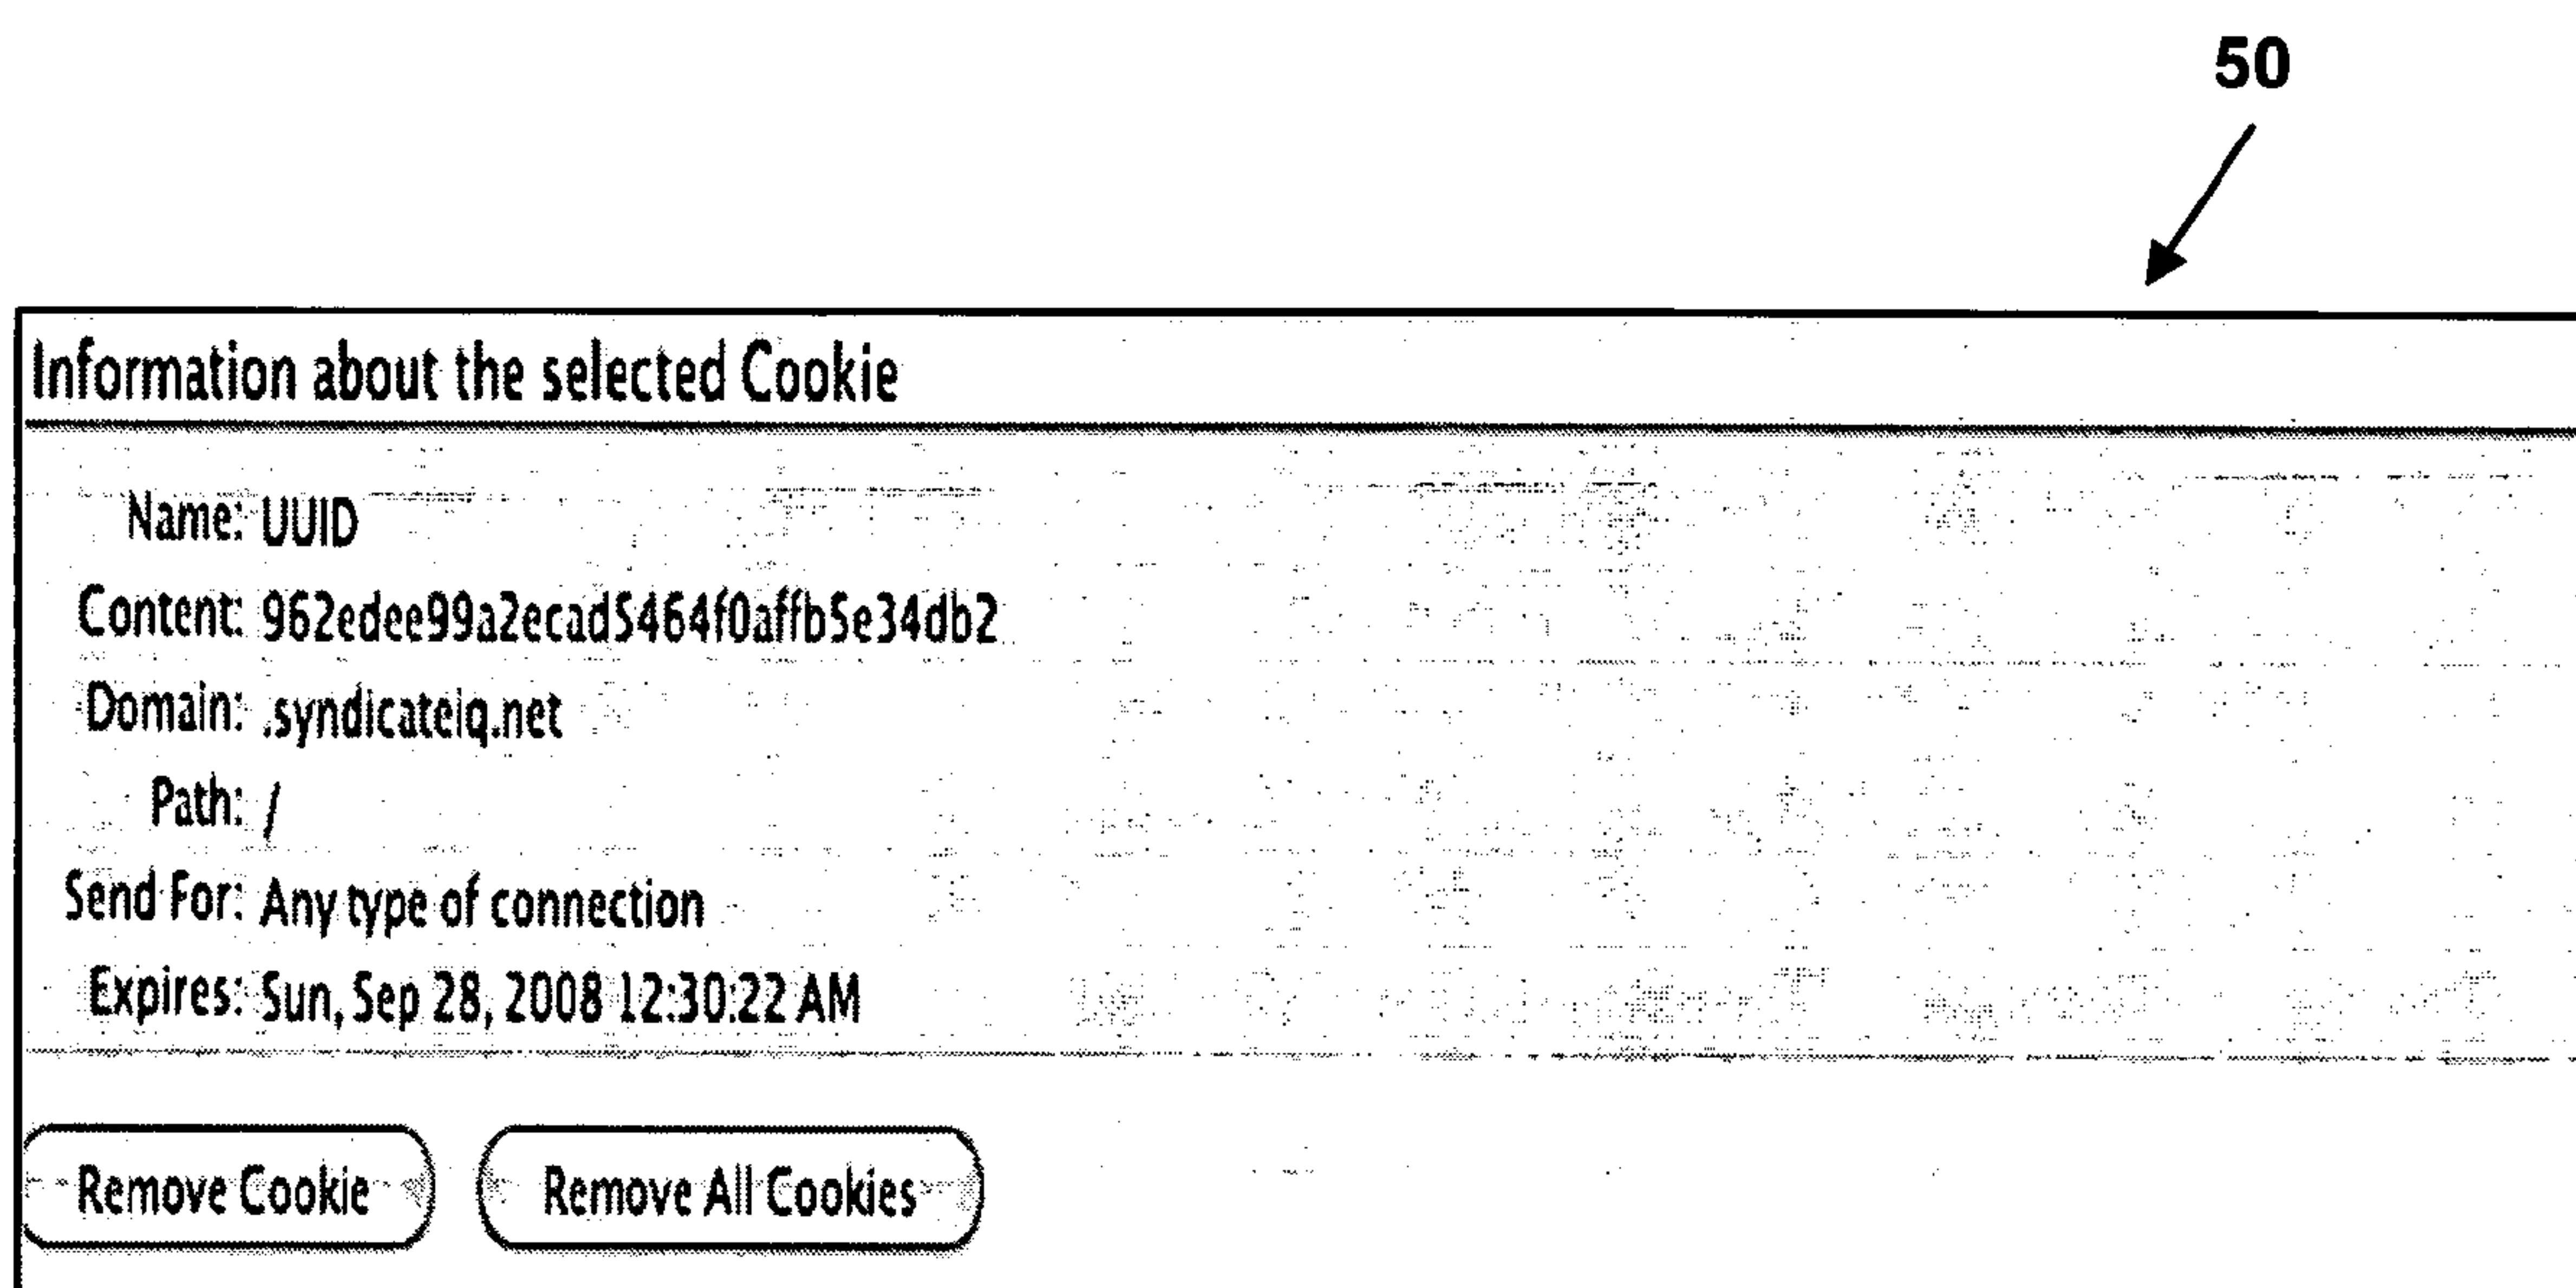 50
Information about the selected Cookie
Name: UUID
Content: 962edee99a2ecad5464f0affb5e34db2
Domain: .syndicateiq.net
Path: /
Send For: Any type of connection
Expires: Sun, Sep 28, 2008 12:30:22 AM
Remove Cookie Remove All Cookies